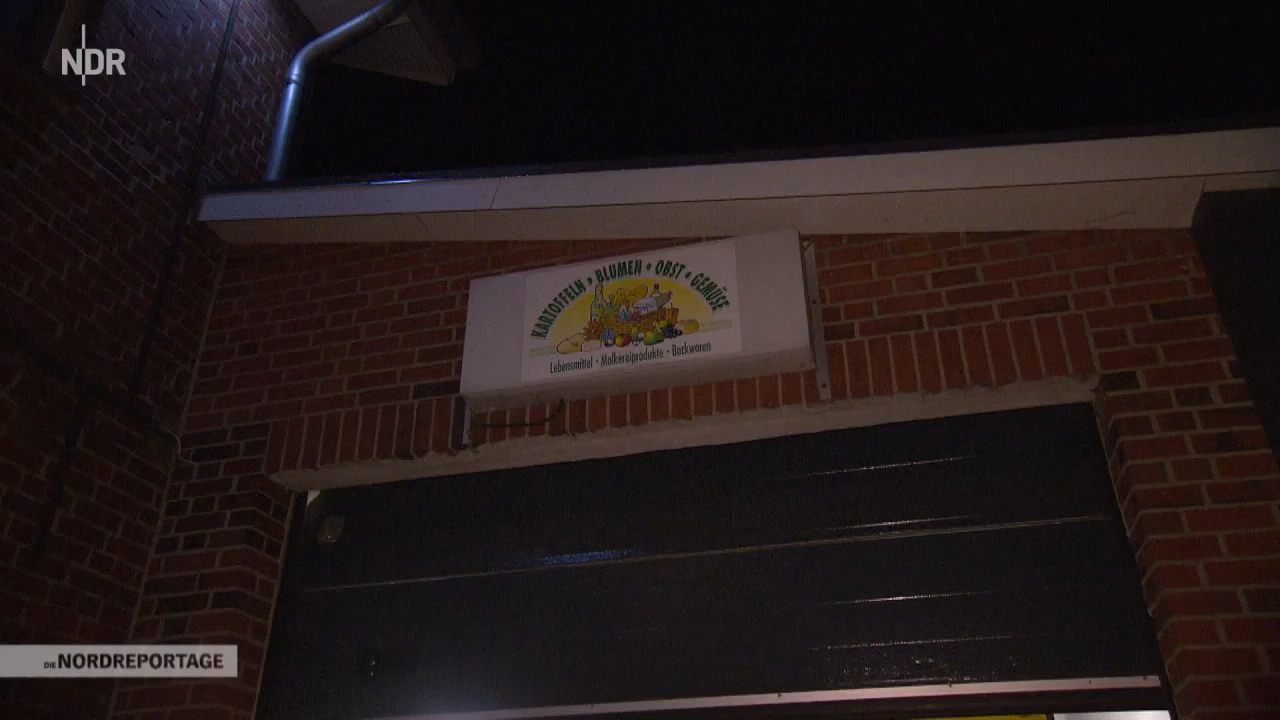 NDR
KARTOFFELN • BLUMEN • OBST • GEMÜSE
Lebensmittel · Molkereiprodukte · Backwaren
DIE NORDREPORTAGE